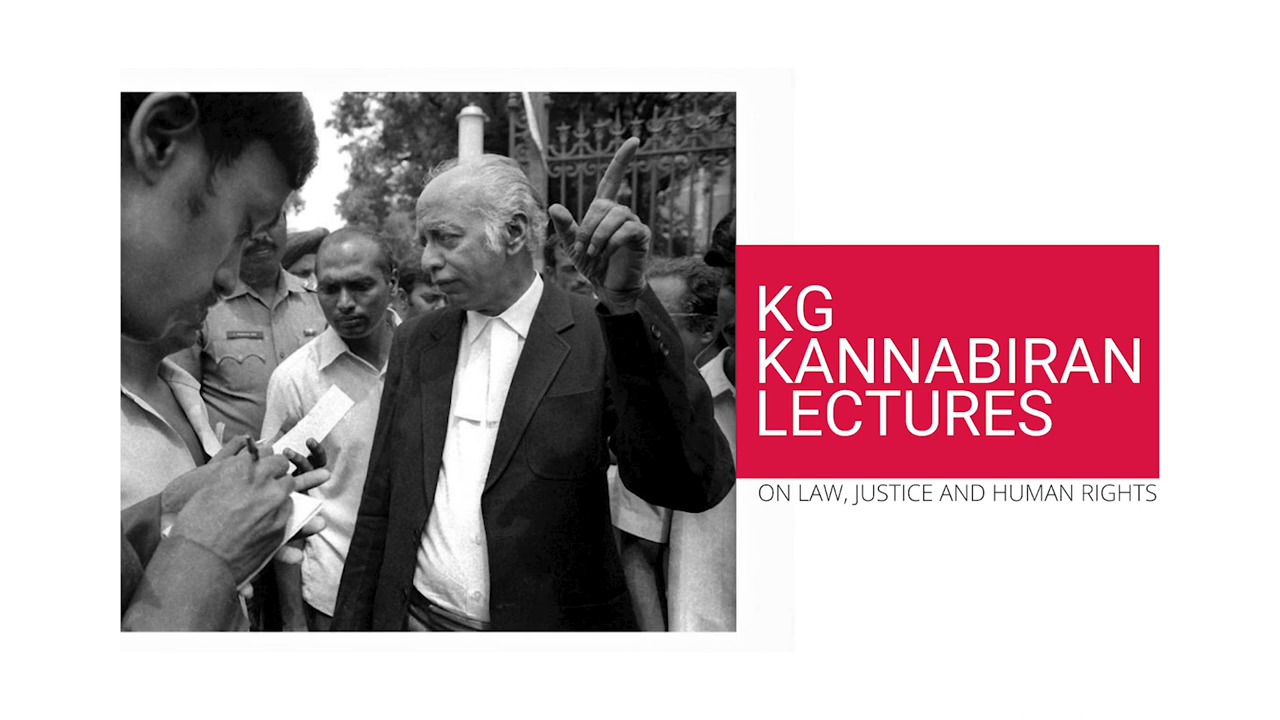 KG
KANNABIRAN
LECTURES
ON LAW, JUSTICE AND HUMAN RIGHTS